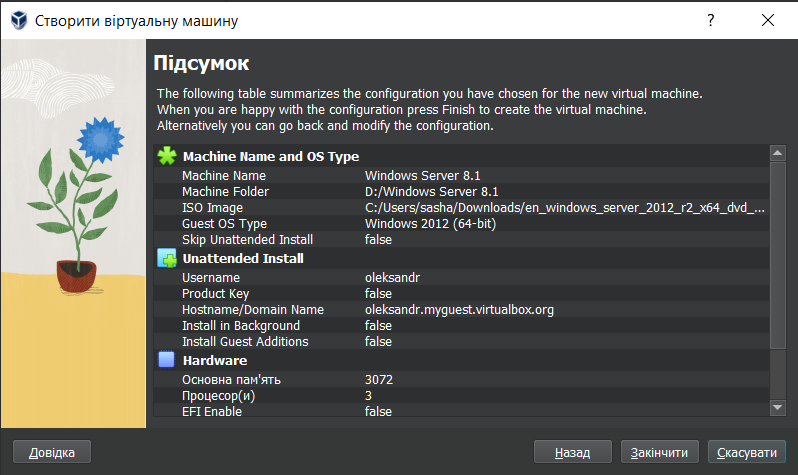 Створити віртуальну машину
?
Підсумок
The following table summarizes the configuration you have chosen for the new virtual machine.
When you are happy with the configuration press Finish to create the virtual machine.
Alternatively you can go back and modify the configuration.
Machine Name and OS Type
Machine Name Windows Server 8.1
Machine Folder D:/Windows Server 8.1
ISO Image C:/Users/sasha/Downloads/en_windows_server_2012_r2_x64_dvd_...
Guest OS Type Windows 2012 (64-bit)
Skip Unattended Install false
Unattended Install
Username oleksandr
Product Key false
Hostname/Domain Name oleksandr.myguest.virtualbox.org
Install in Background false
Install Guest Additions false
Hardware
Основна пам'ять 3072
Процесор(и) 3
EFI Enable false
Довідка Назад Закінчити Скасувати